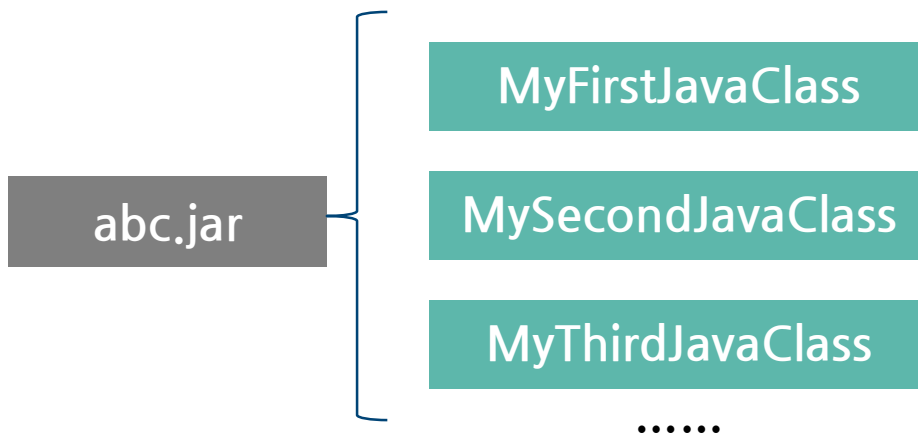 abc.jar
MyFirstJavaClass
MySecondJavaClass
MyThirdJavaClass
……